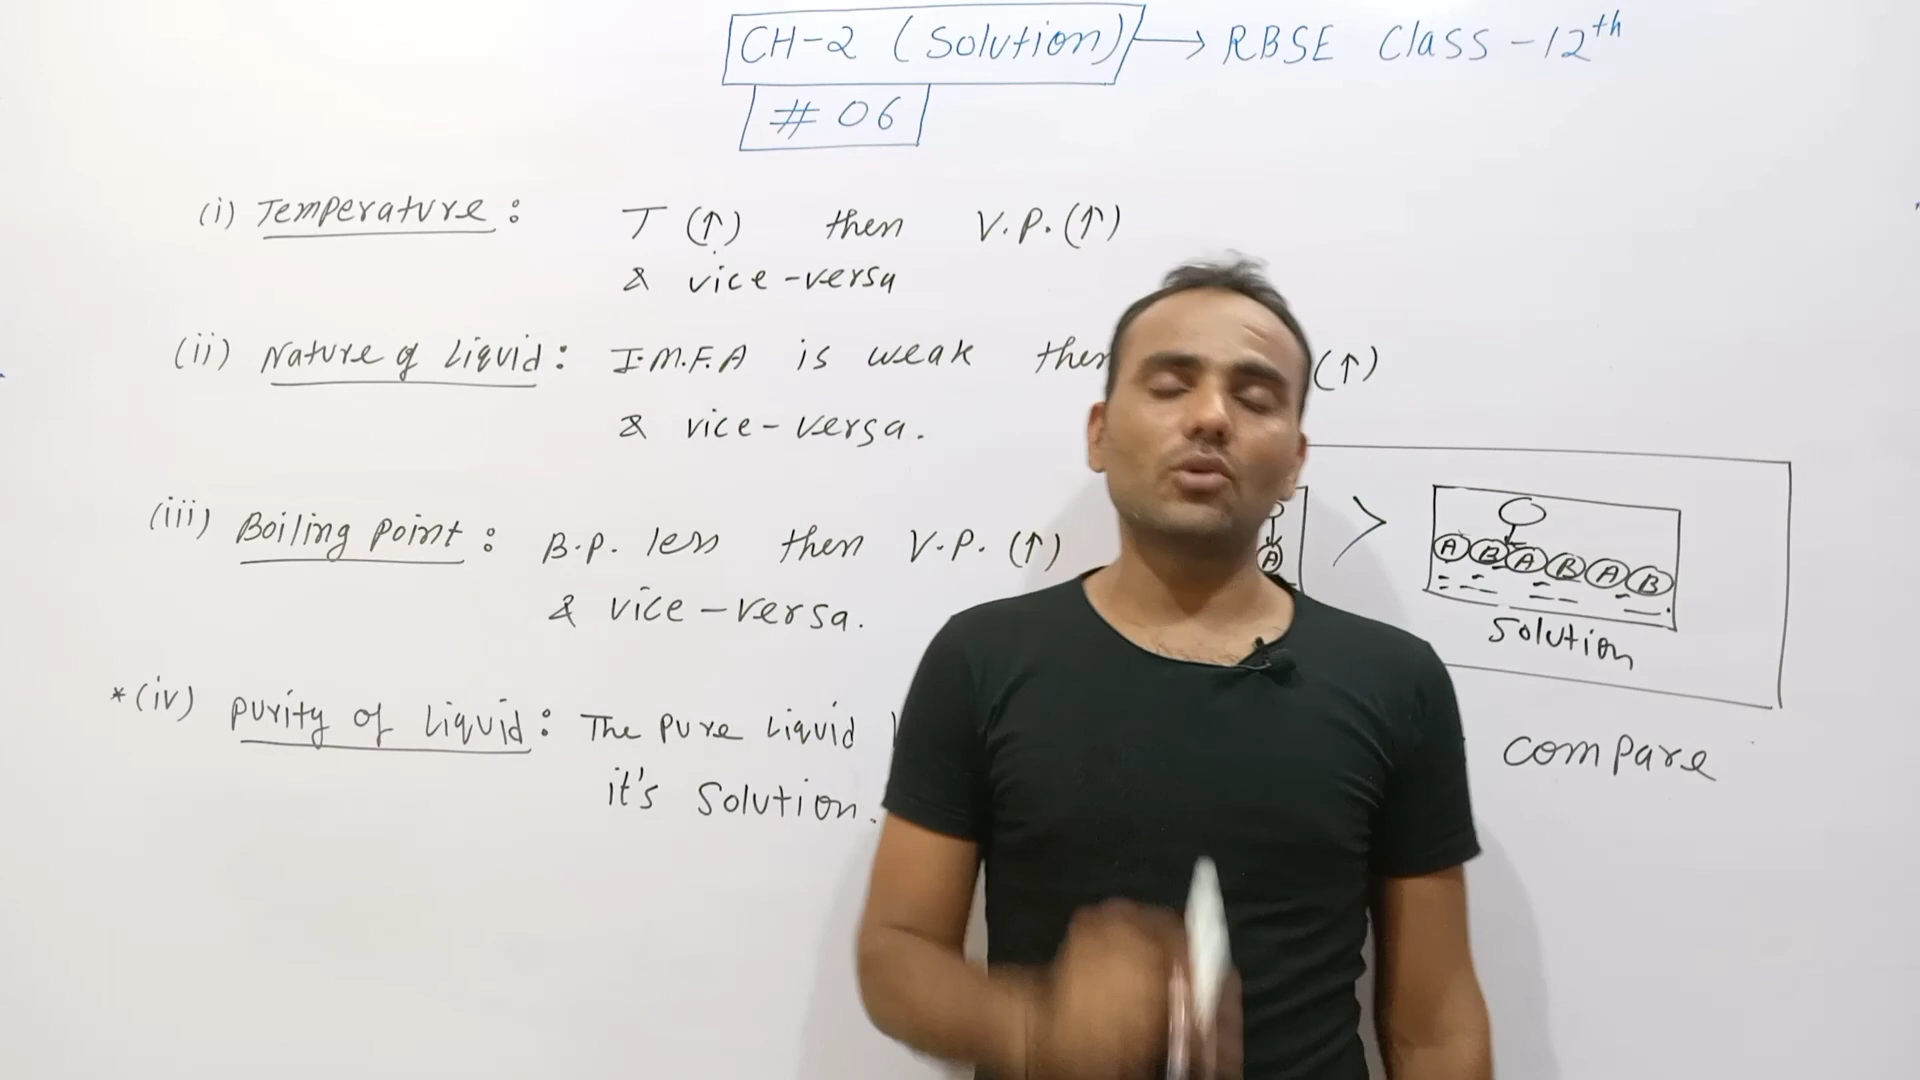 CH-2 (Solution) → RBSE Class-12th
# 06
(i) Temperature : T (↑) then V.P. (↑)
& vice-versa
(ii) Nature of Liquid : I.M.F.A is weak then (↑)
& vice-versa.
(iii) Boiling point : B.P. less then V.P. (↑)
& vice-versa.
A > A B A B A B
Solution
*(iv) Purity of Liquid : The pure Liquid
it's solution.
compare